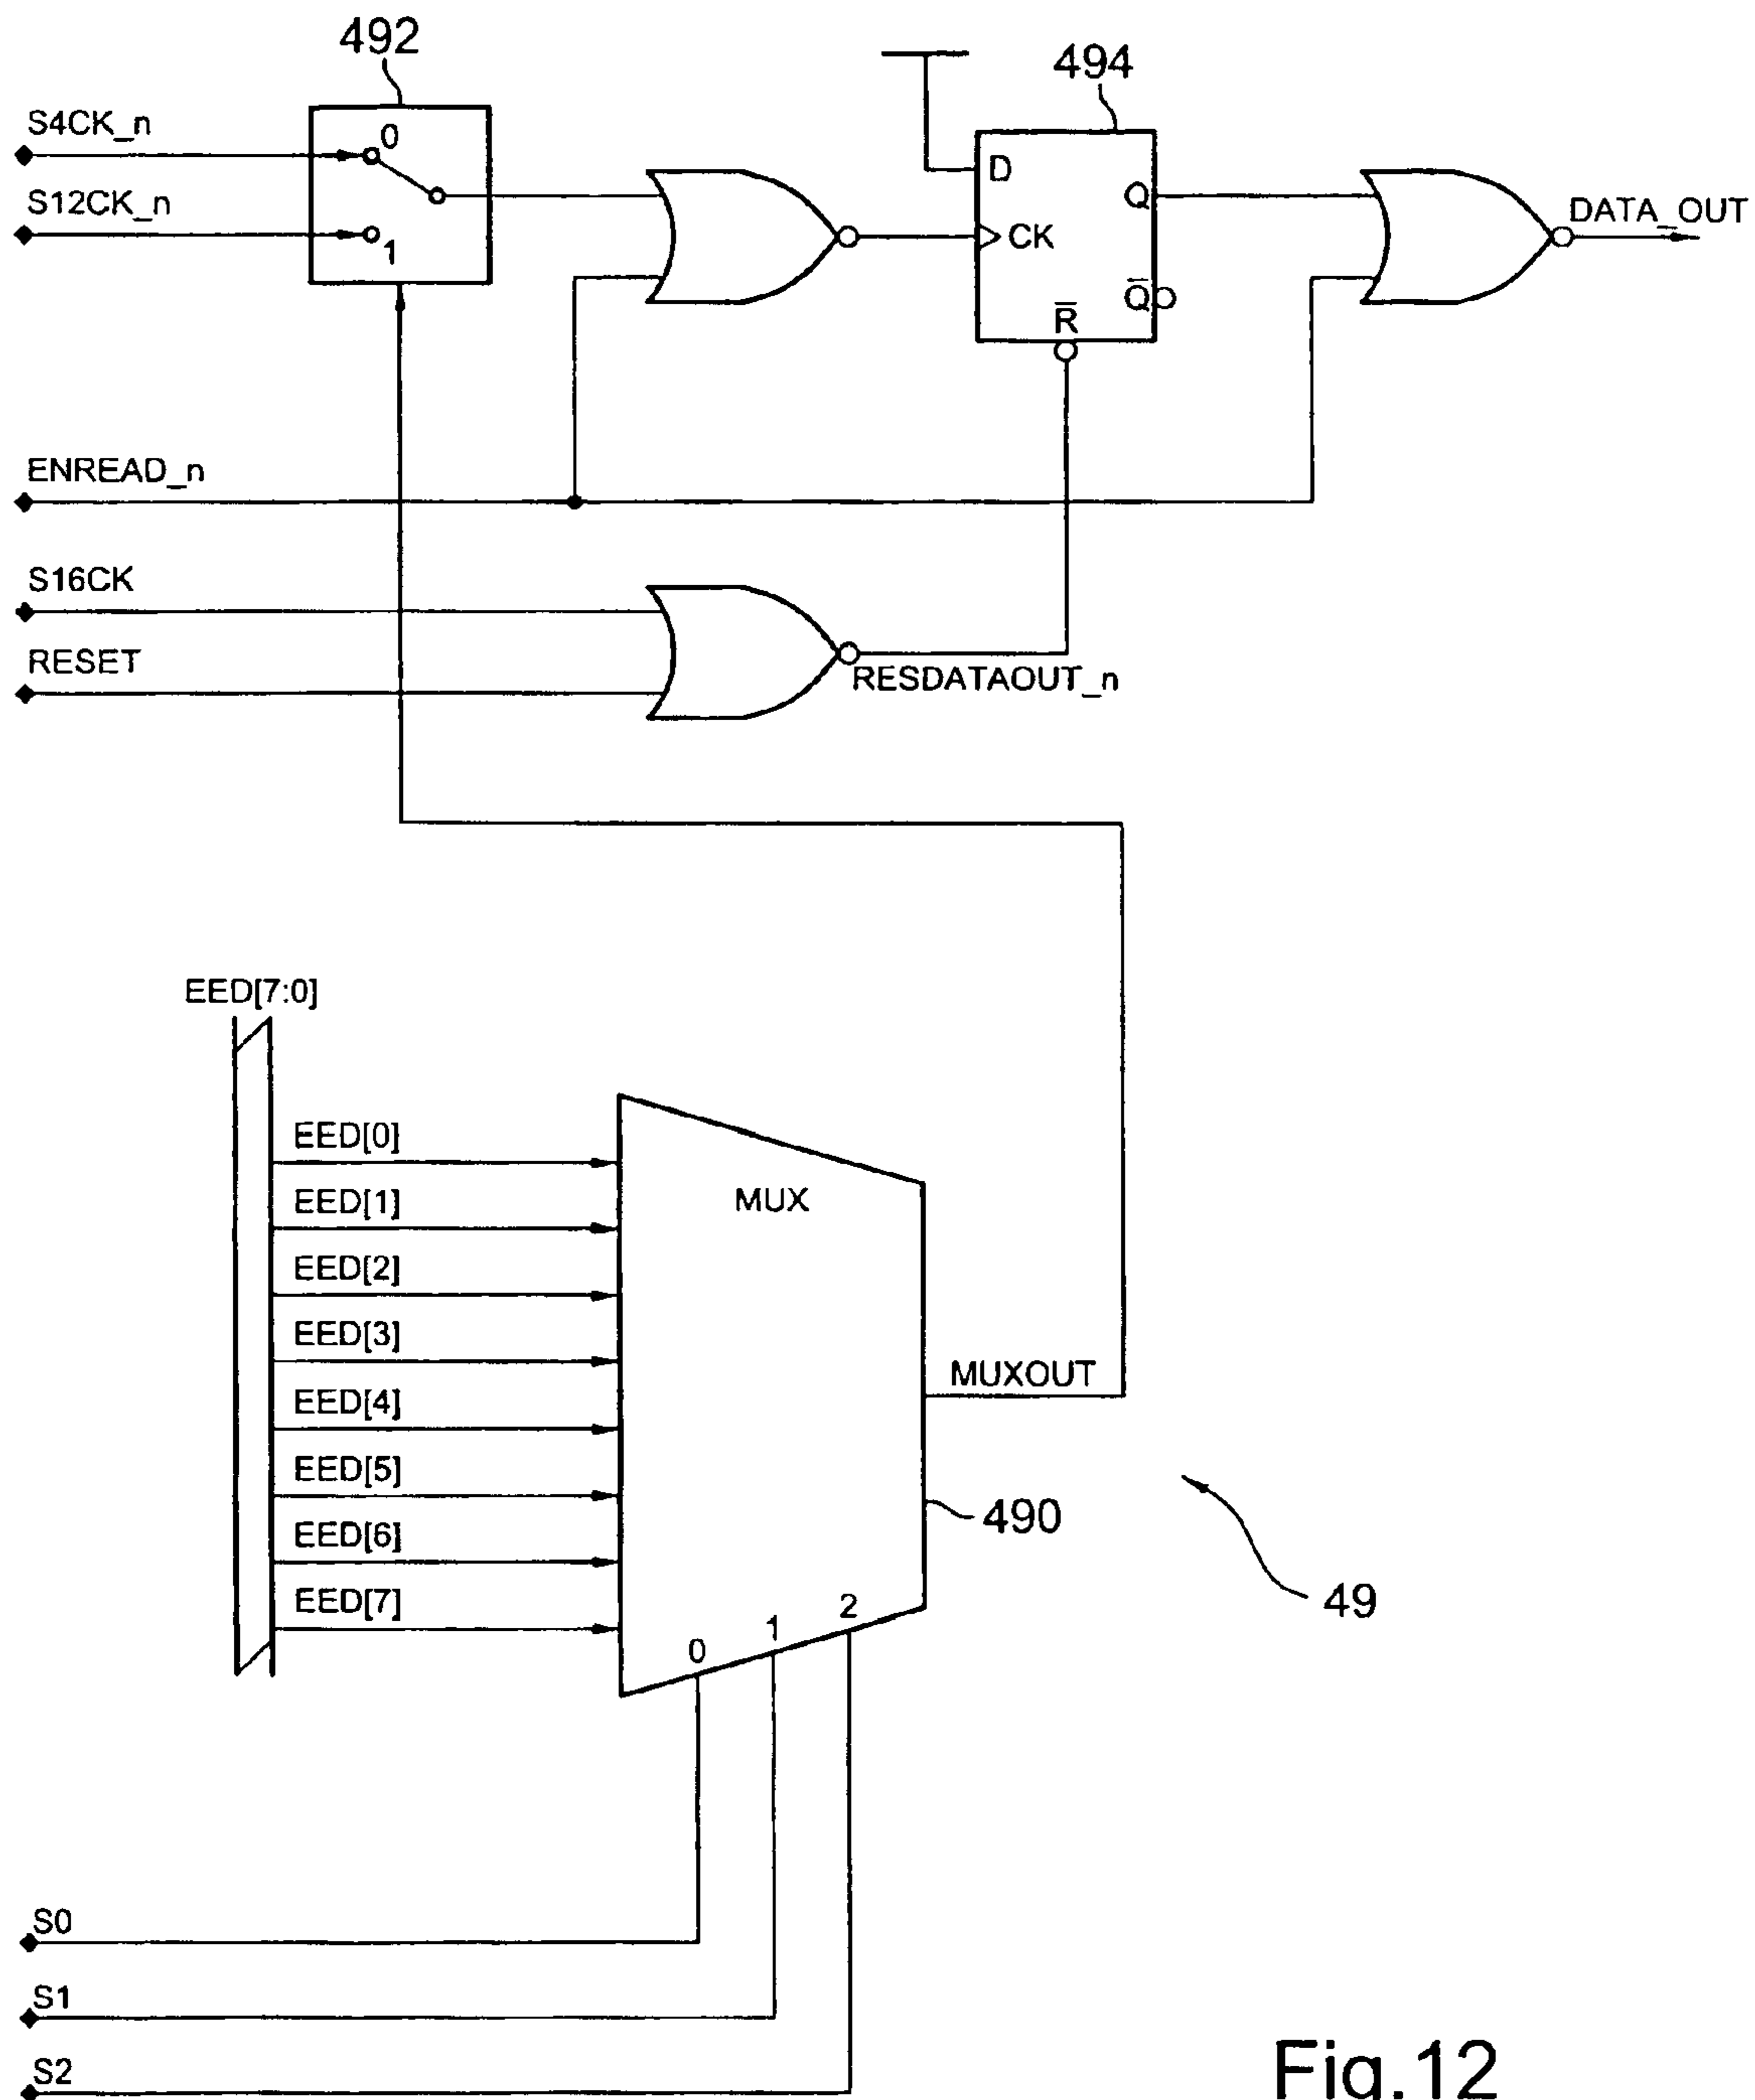 492
494
S4CK_n
0
S12CK_n
1
D
Q
CK
Q̅
R̅
DATA_OUT
ENREAD_n
S16CK
RESET
RESDATAOUT_n
EED[7:0]
EED[0]
EED[1]
MUX
EED[2]
EED[3]
MUXOUT
EED[4]
EED[5]
490
EED[6]
EED[7]
49
0
1
2
S0
S1
S2
Fig.12